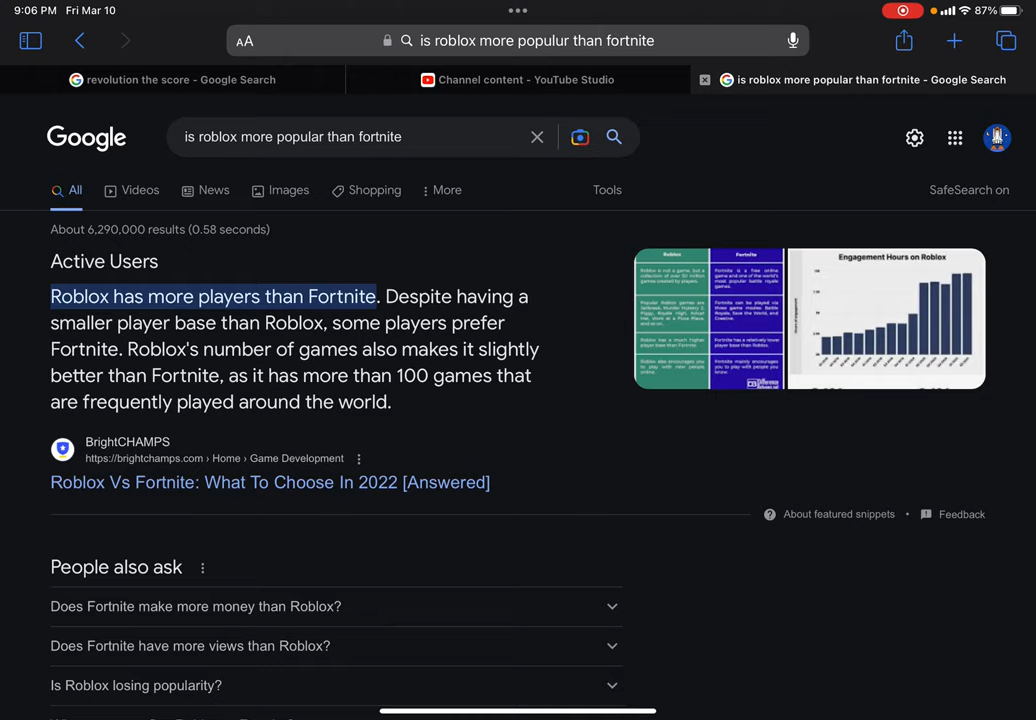 9:06 PM Fri Mar 10
87%
AA is roblox more populur than fortnite
revolution the score - Google Search
Channel content - YouTube Studio
is roblox more popular than fortnite - Google Search
Google
is roblox more popular than fortnite
All
Videos
News
Images
Shopping
More
Tools
SafeSearch on
About 6,290,000 results (0.58 seconds)
Active Users
Roblox has more players than Fortnite. Despite having a
smaller player base than Roblox, some players prefer
Fortnite. Roblox's number of games also makes it slightly
better than Fortnite, as it has more than 100 games that
are frequently played around the world.
Roblox
Fortnite
Engagement Hours on Roblox
BrightCHAMPS
https://brightchamps.com › Home › Game Development
Roblox Vs Fortnite: What To Choose In 2022 [Answered]
About featured snippets • Feedback
People also ask
Does Fortnite make more money than Roblox?
Does Fortnite have more views than Roblox?
Is Roblox losing popularity?